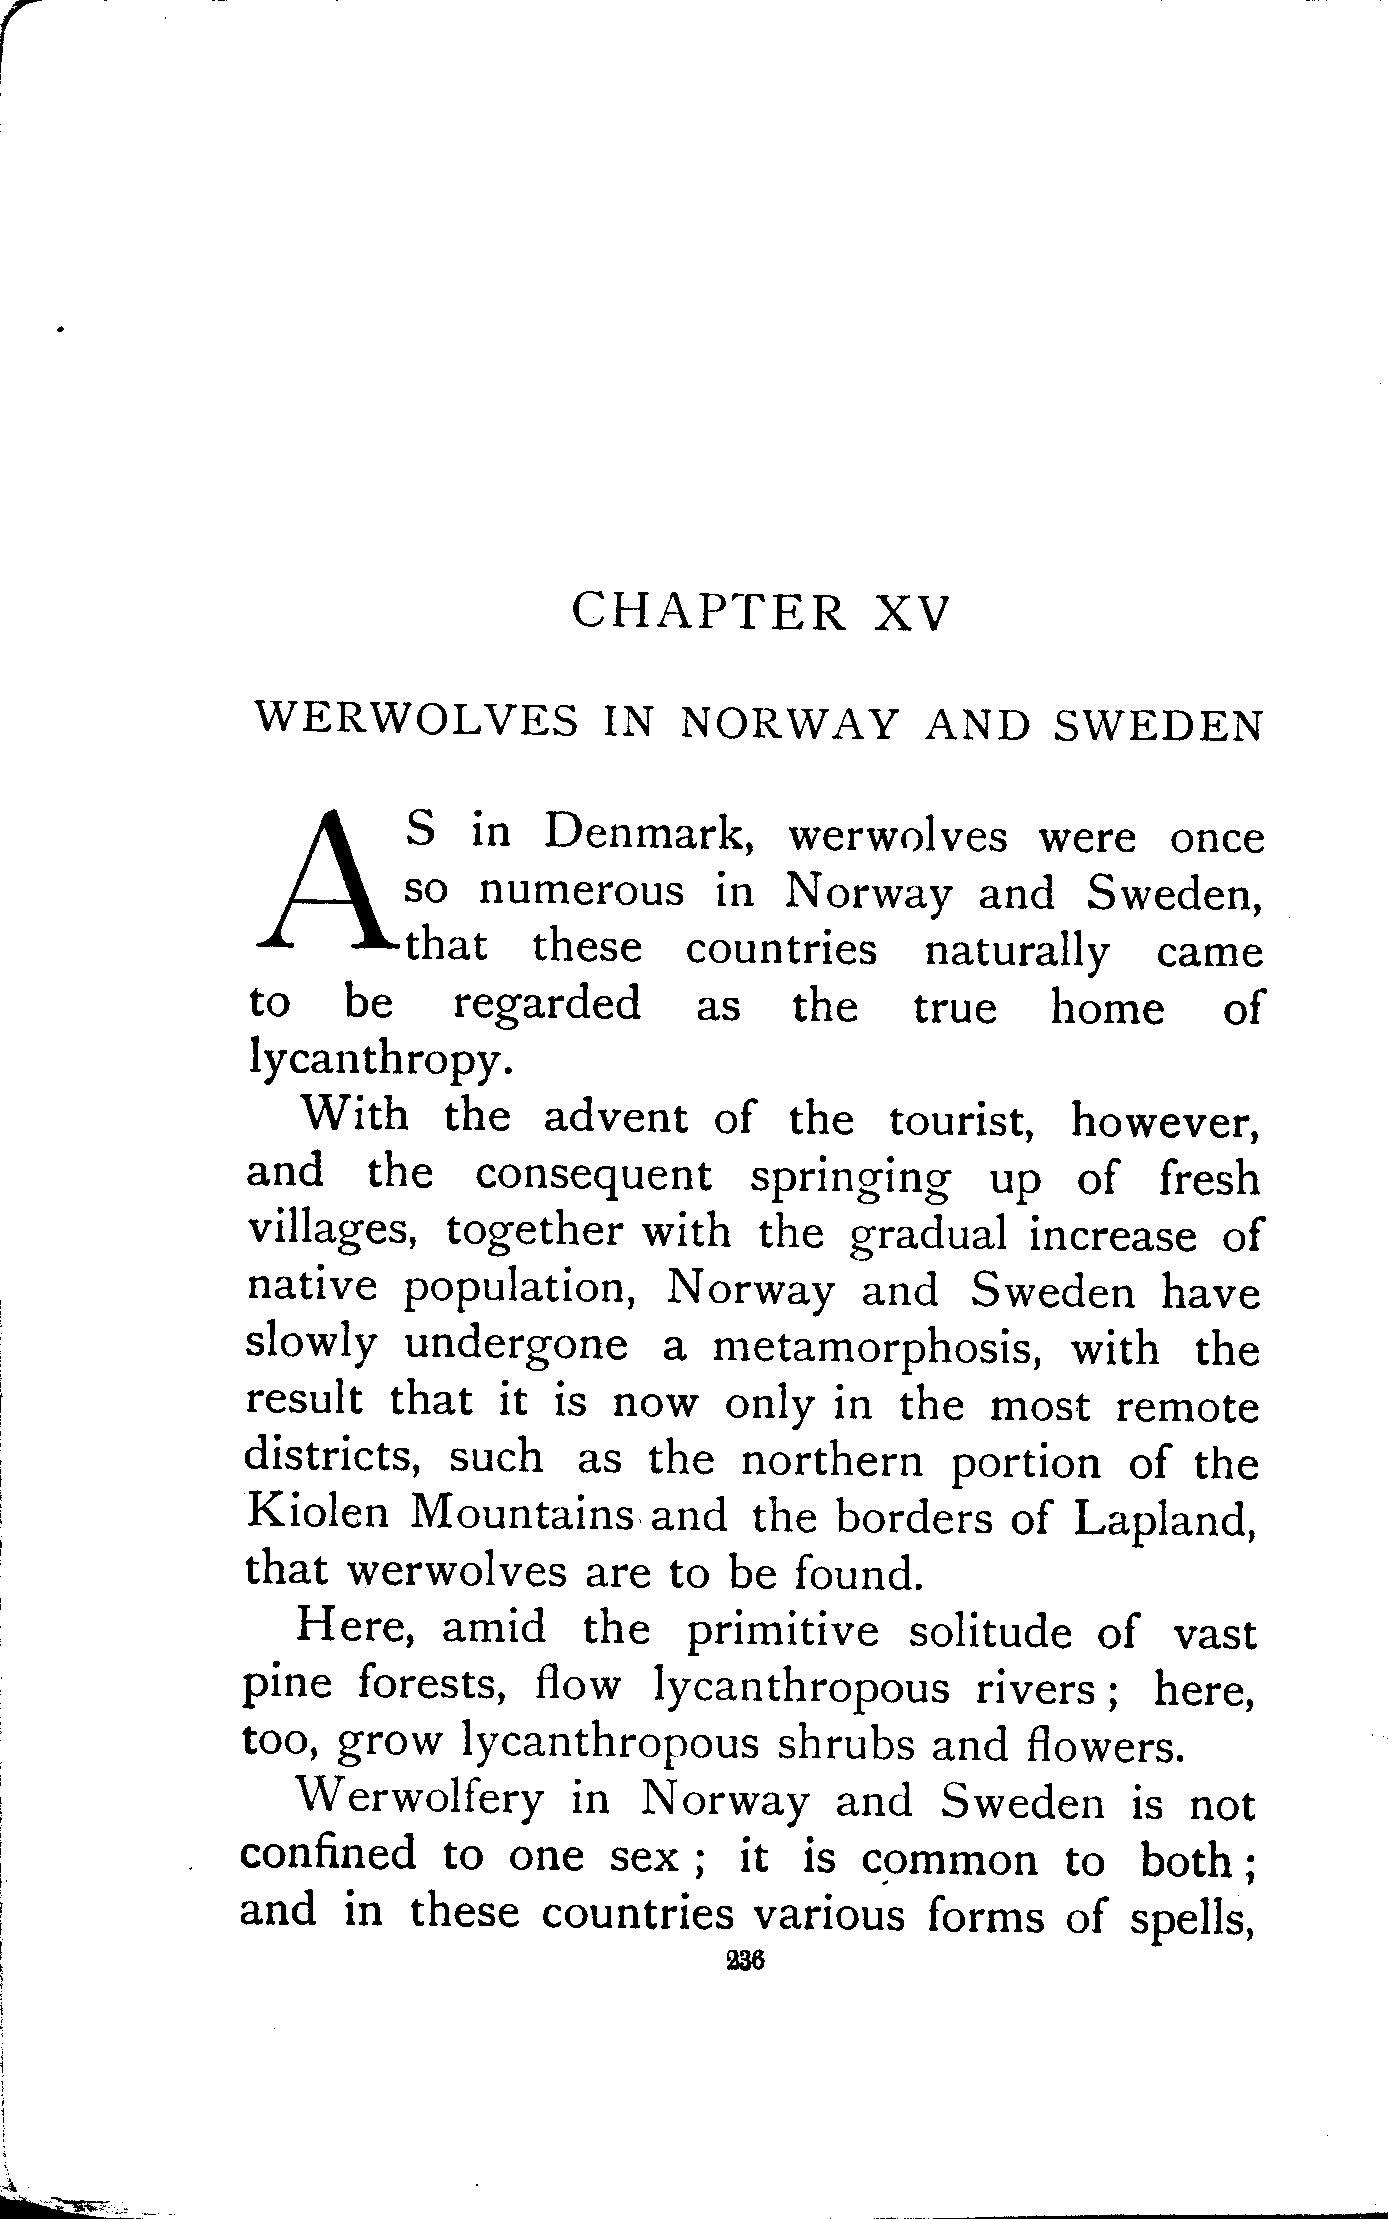 CHAPTER XV
WERWOLVES IN NORWAY AND SWEDEN
AS in Denmark, werwolves were once
so numerous in Norway and Sweden,
that these countries naturally came
to be regarded as the true home of
lycanthropy.
With the advent of the tourist, however,
and the consequent springing up of fresh
villages, together with the gradual increase of
native population, Norway and Sweden have
slowly undergone a metamorphosis, with the
result that it is now only in the most remote
districts, such as the northern portion of the
Kiolen Mountains and the borders of Lapland,
that werwolves are to be found.
Here, amid the primitive solitude of vast
pine forests, flow lycanthropous rivers ; here,
too, grow lycanthropous shrubs and flowers.
Werwolfery in Norway and Sweden is not
confined to one sex ; it is common to both ;
and in these countries various forms of spells,
236